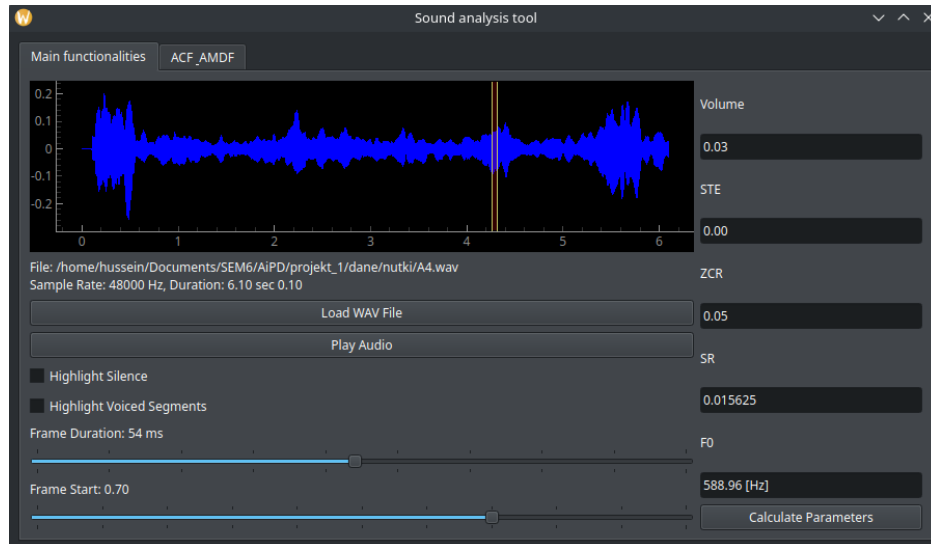 Sound analysis tool
Main functionalities
ACF_AMDF
0.2
0.1
0
-0.1
-0.2
0 1 2 3 4 5 6
File: /home/hussein/Documents/SEM6/AiPD/projekt_1/dane/nutki/A4.wav
Sample Rate: 48000 Hz, Duration: 6.10 sec 0.10
Load WAV File
Play Audio
Highlight Silence
Highlight Voiced Segments
Frame Duration: 54 ms
Frame Start: 0.70
Volume
0.03
STE
0.00
ZCR
0.05
SR
0.015625
F0
588.96 [Hz]
Calculate Parameters